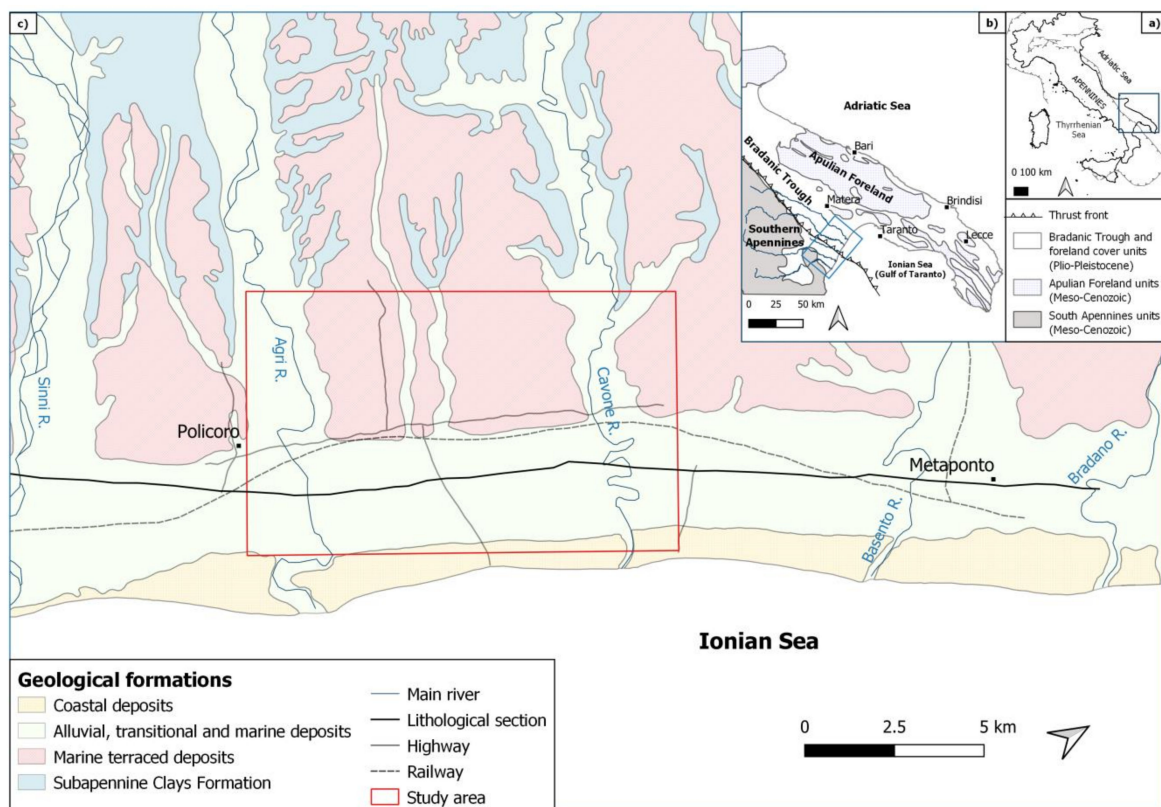 c)
b)
a)
Adriatic Sea
Bari
Apulian Foreland
Bradanic Trough
Matera
Brindisi
Taranto
Lecce
Southern
Apennines
Ionian Sea
(Gulf of Taranto)
0 25 50 km
Adriatic Sea
APENNINES
Thyrrhenian
Sea
0 100 km
Thrust front
Bradanic Trough and
foreland cover units
(Plio-Pleistocene)
Apulian Foreland units
(Meso-Cenozoic)
South Apennines units
(Meso-Cenozoic)
Sinni R.
Agri R.
Cavone R.
Policoro
Metaponto
Bradano R.
Basento R.
Ionian Sea
Geological formations
Coastal deposits
Alluvial, transitional and marine deposits
Marine terraced deposits
Subapennine Clays Formation
Main river
Lithological section
Highway
Railway
Study area
0 2.5 5 km